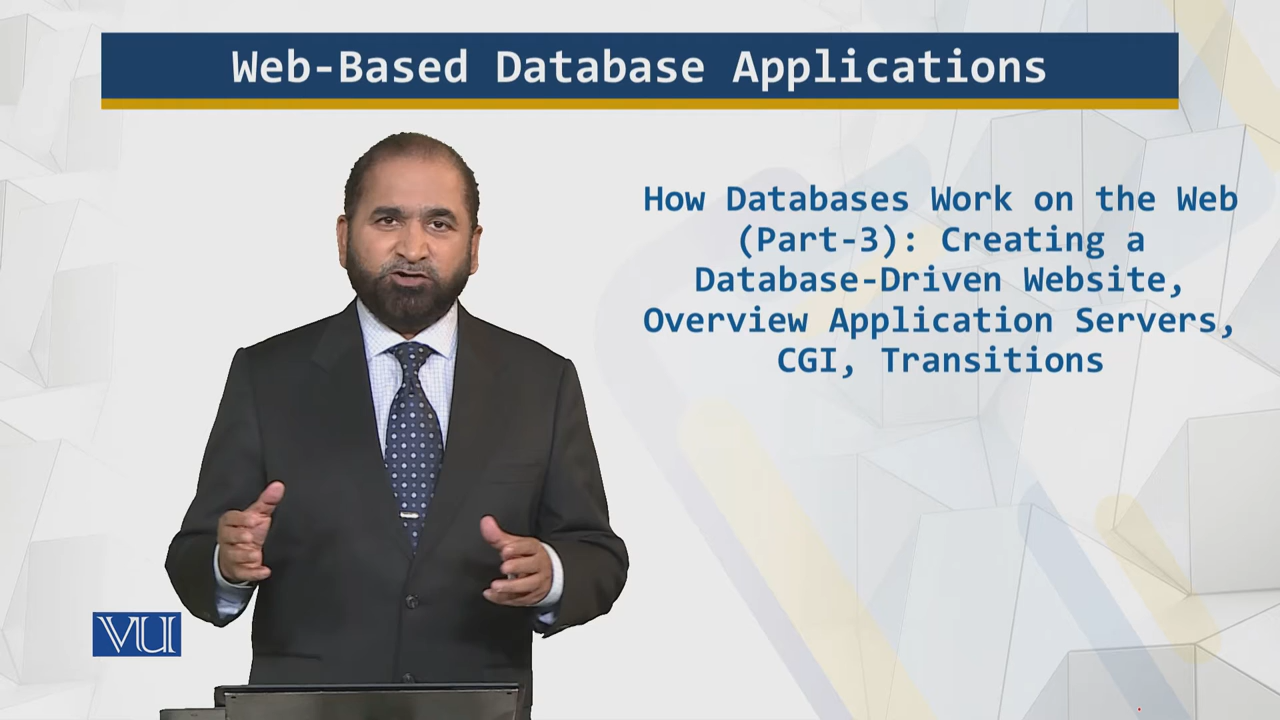 Web-Based Database Applications
How Databases Work on the Web
(Part-3): Creating a
Database-Driven Website,
Overview Application Servers,
CGI, Transitions
VU